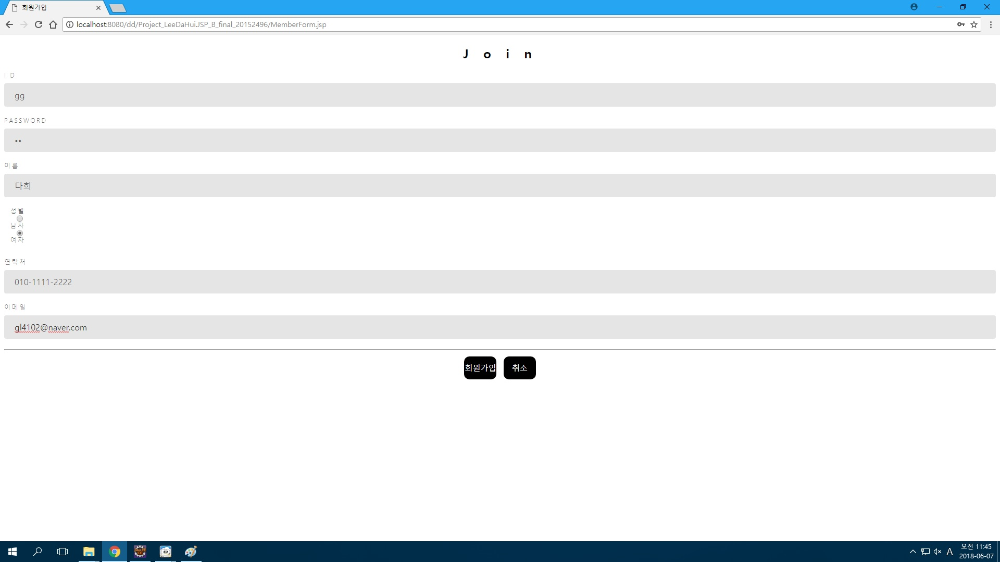 회원가입
localhost:8080/dd/Project_LeeDaHuiJSP_B_final_20152496/MemberForm.jsp
J o i n
I D
gg
PASSWORD
••
이름
다희
성별
남자
여자
연락처
010-1111-2222
이메일
gl4102@naver.com
회원가입 취소
A
오전 11:45
2018-06-07